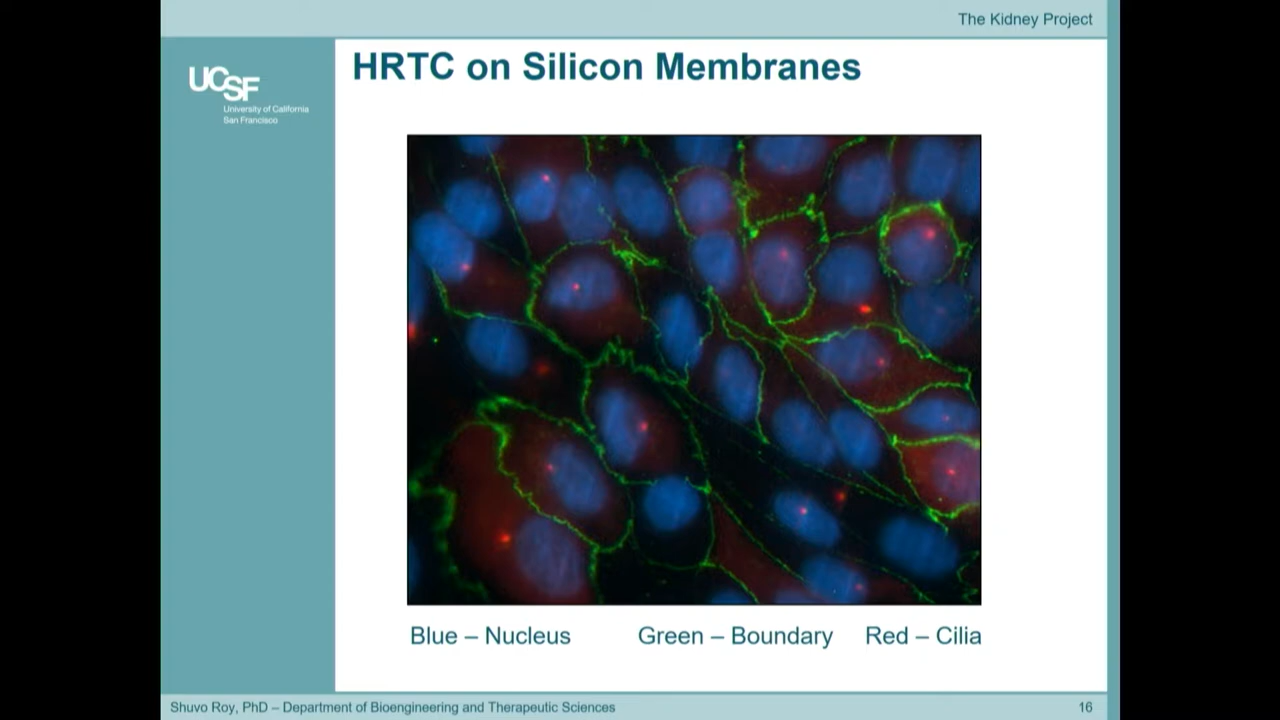 The Kidney Project
UCSF
University of California
San Francisco
HRTC on Silicon Membranes
Blue – Nucleus Green – Boundary Red – Cilia
Shuvo Roy, PhD – Department of Bioengineering and Therapeutic Sciences 16